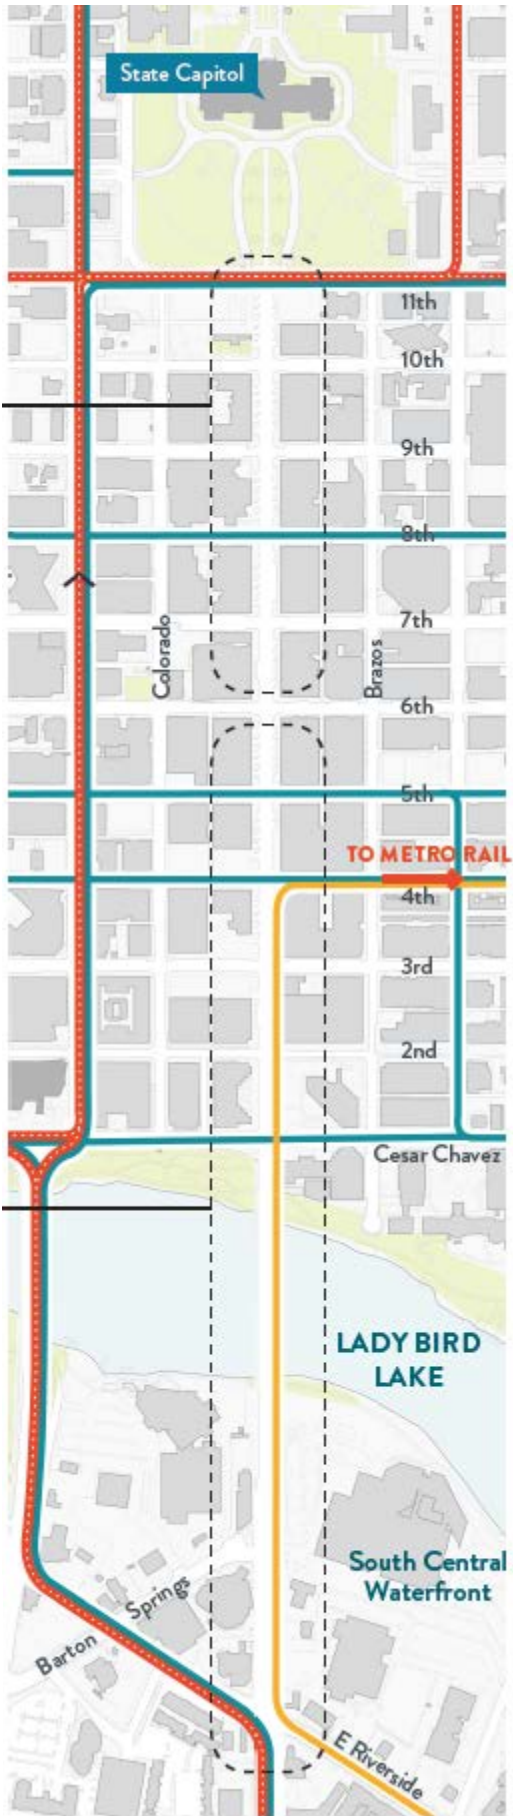 State Capitol
11th
10th
9th
8th
7th
Colorado
Brazos
6th
5th
TO METRO RAIL
4th
3rd
2nd
Cesar Chavez
LADY BIRD
LAKE
South Central
Waterfront
Barton Springs
E Riverside